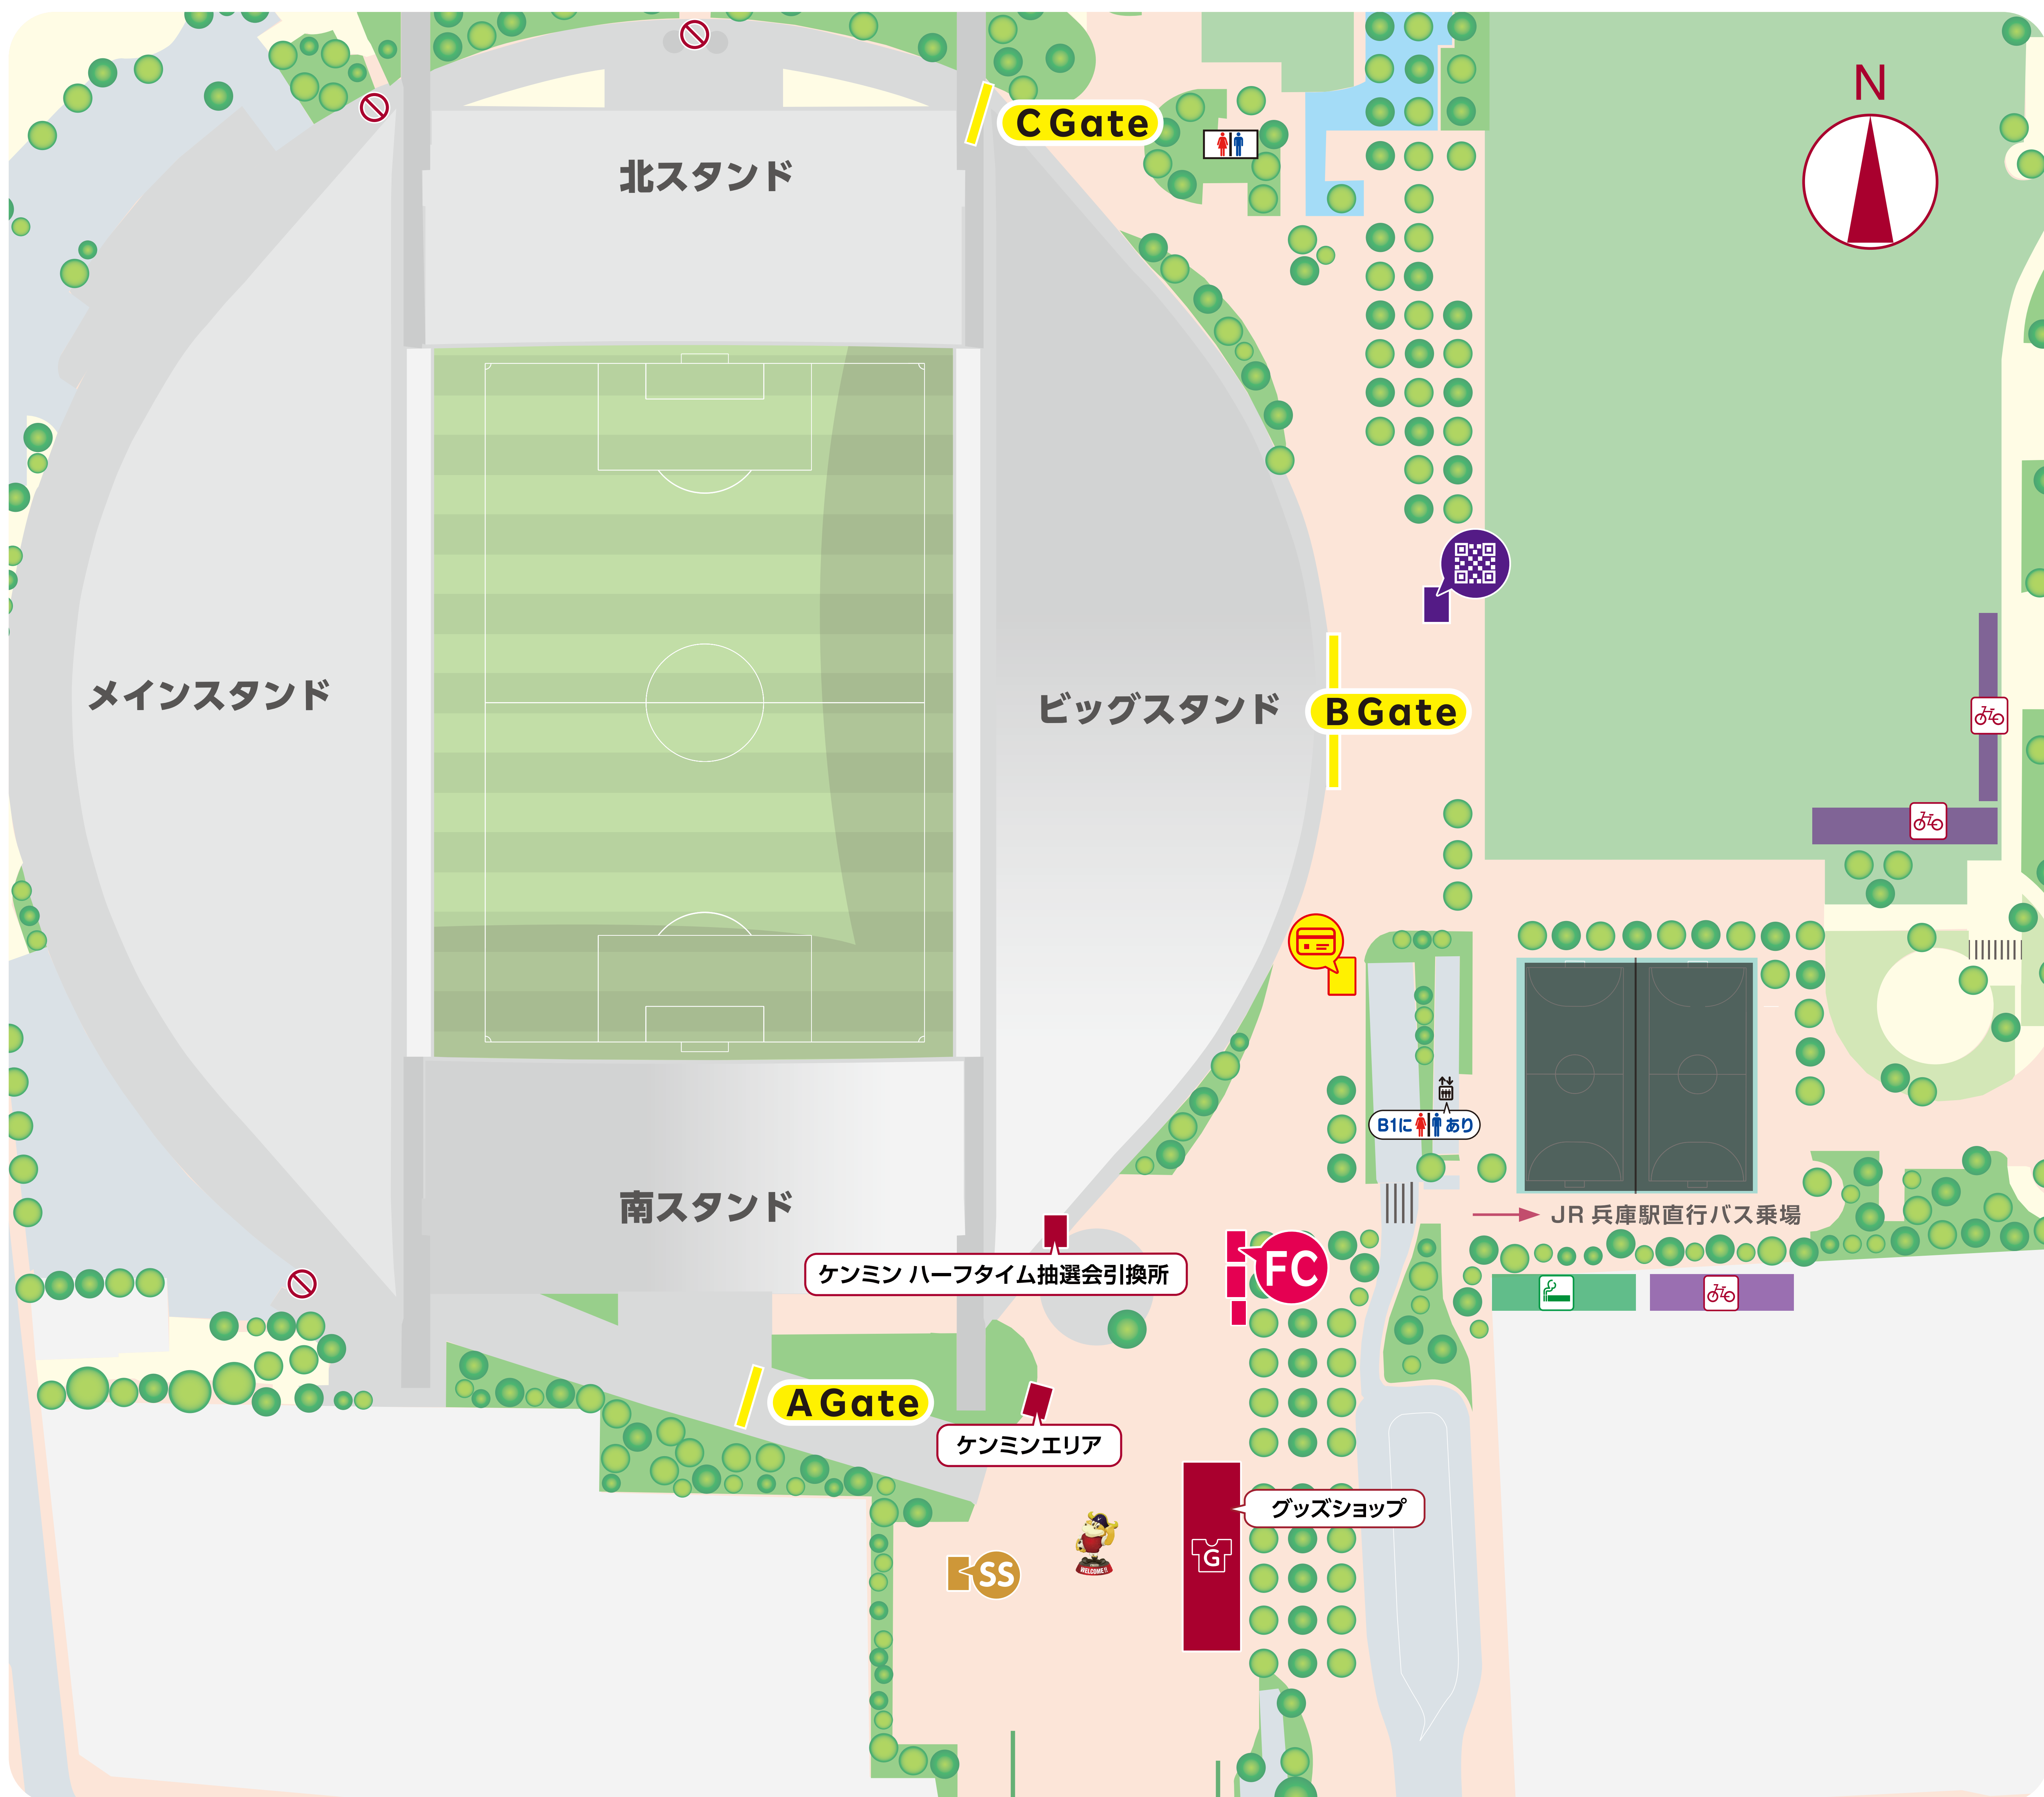 N
C Gate
北スタンド
メインスタンド
ビッグスタンド
B Gate
B1に
あり
南スタンド
JR 兵庫駅直行バス乗場
ケンミン ハーフタイム抽選会引換所
FC
A Gate
ケンミンエリア
グッズショップ
G
SS
WELCOME!!